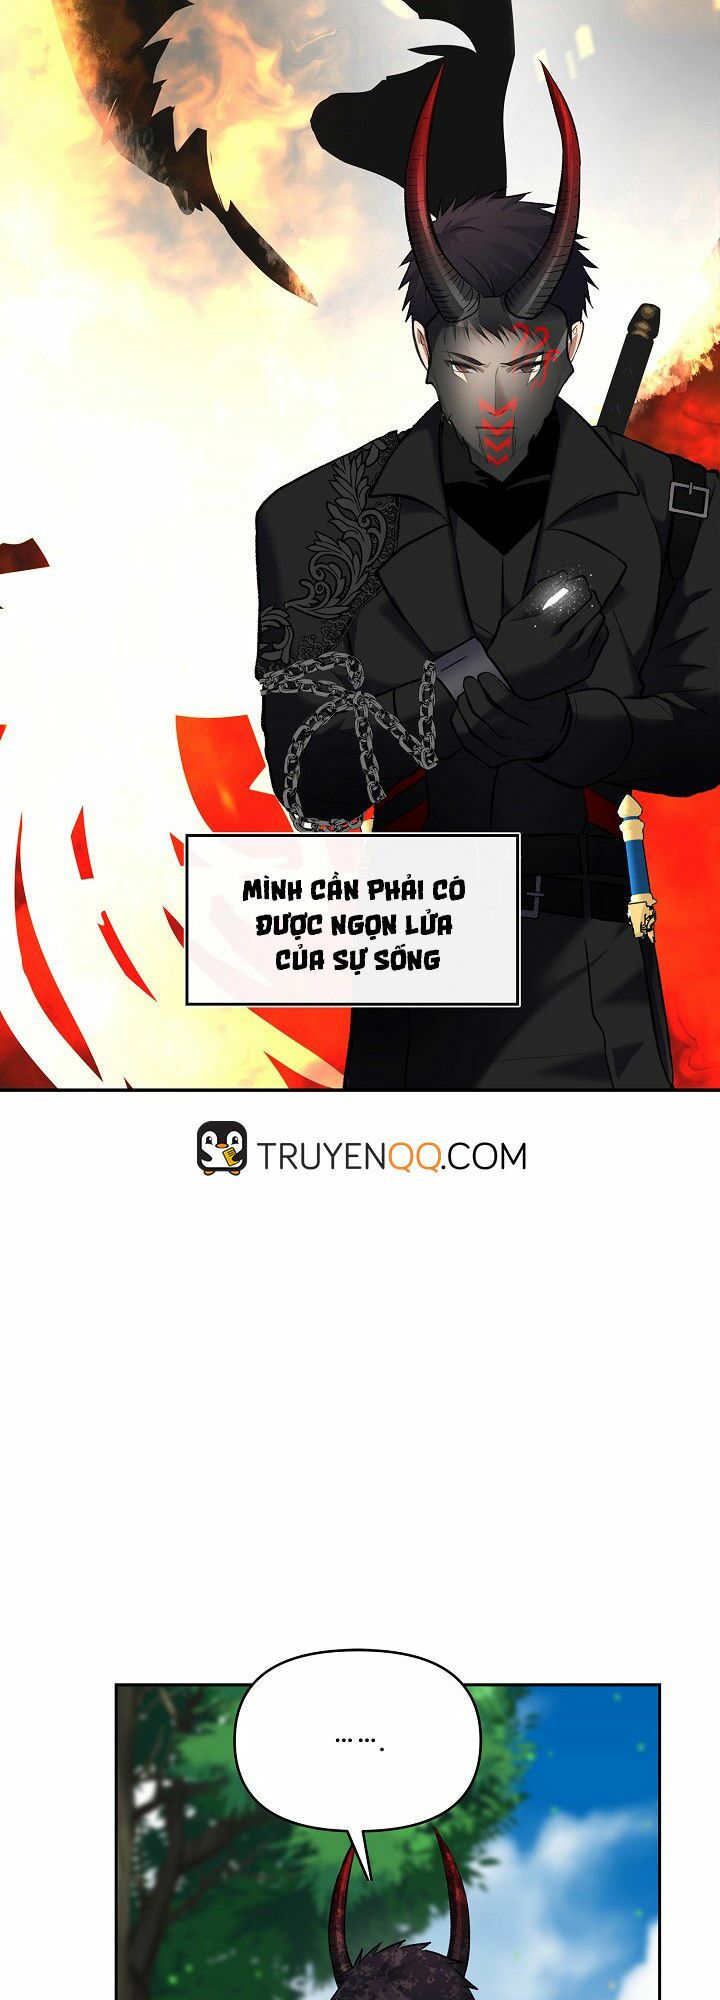 MÌNH CẦN PHẢI CÓ
ĐƯỢC NGỌN LỬA
CỦA SỰ SỐNG
TRUYENQQ.COM
... ....